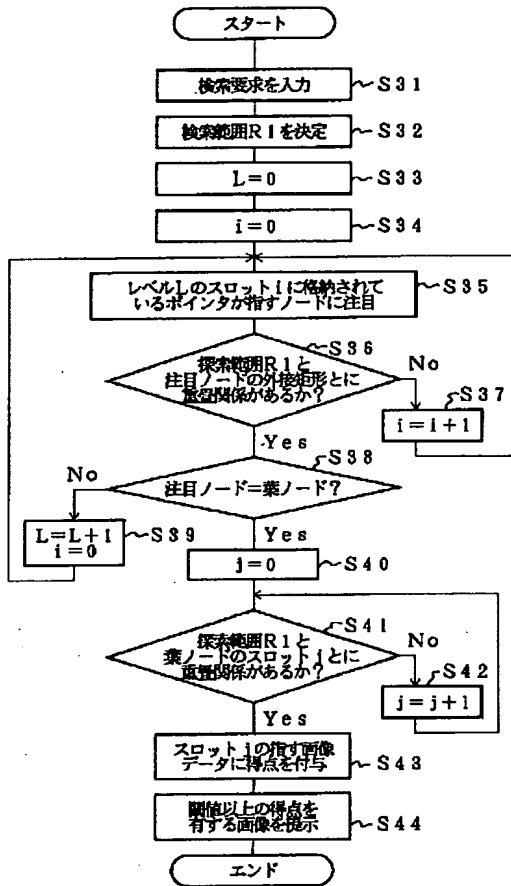 スタート
検索要求を入力
S31
検索範囲R1を決定
S32
L=0
S33
i=0
S34
レベルLのスロットiに格納されて
いるポインタが指すノードに注目
S35
S36
探索範囲R1と
注目ノードの外接矩形とに
重畳関係があるか?
No
S37
i=i+1
Yes
S38
No
注目ノード=葉ノード?
L=L+1
i=0
S39
Yes
j=0
S40
S41
探索範囲R1と
葉ノードのスロットjとに
重畳関係があるか?
No
S42
j=j+1
Yes
スロットjの指す画像
データに得点を付与
S43
閾値以上の得点を
有する画像を提示
S44
エンド